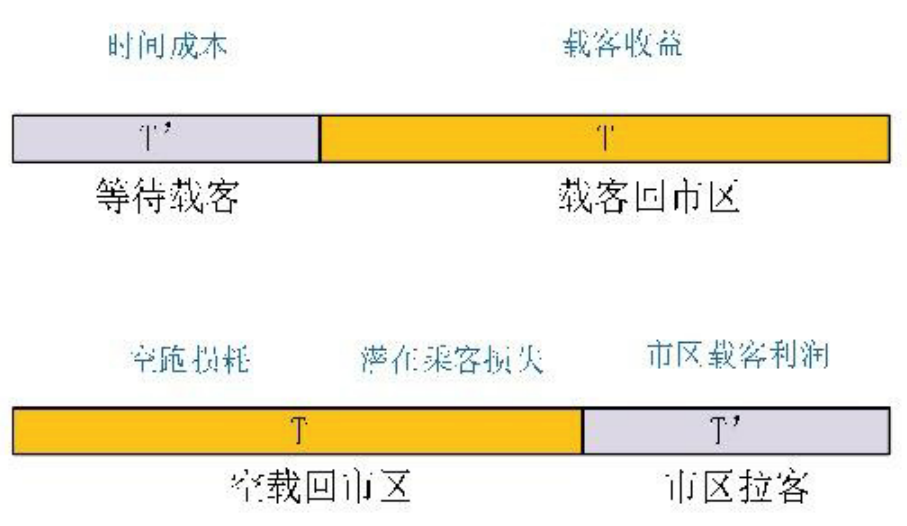 时间成本 载客收益
T’ T
等待载客 载客回市区
空跑损耗 潜在乘客损失 市区载客利润
T T’
空载回市区 市区拉客